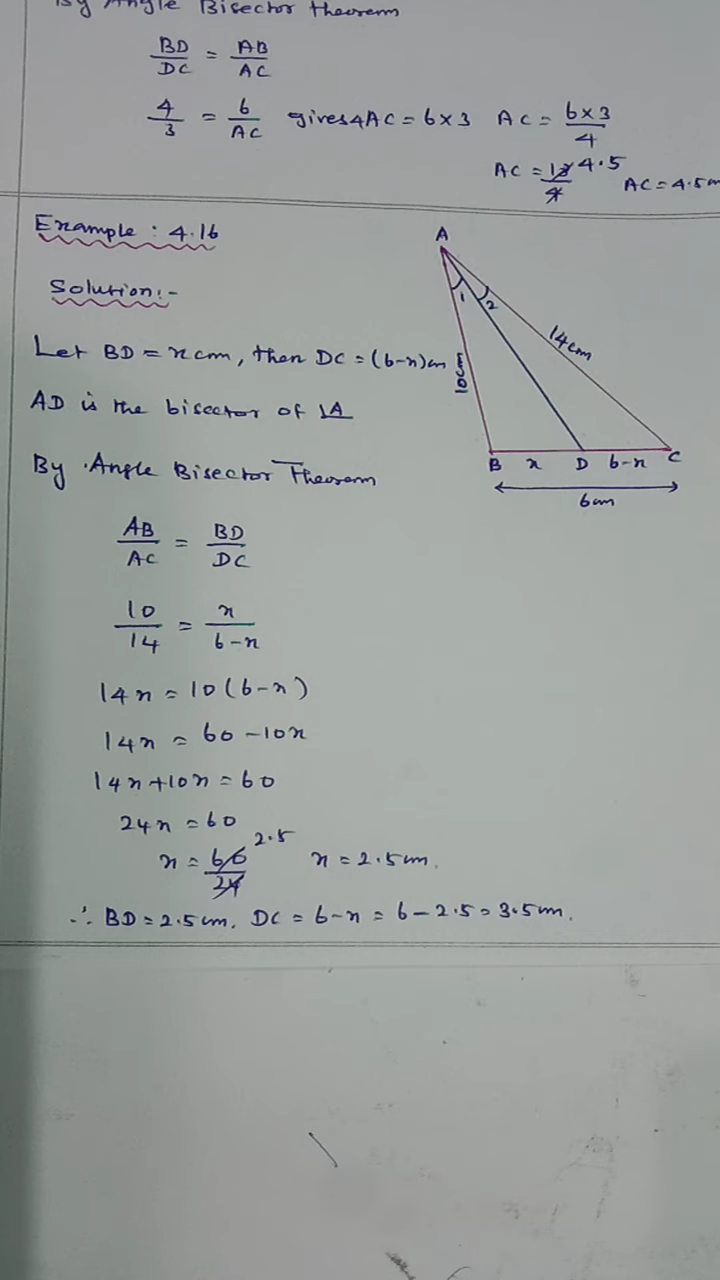 By Angle Bisector theorem
BD/DC = AB/AC
4/3 = 6/AC gives 4AC = 6×3 AC = 6×3/4
AC = 18/4 4.5 AC = 4.5
Example : 4.16
Solution:-
Let BD = x cm, then DC = (6-x)cm
AD is the bisector of ∠A
By Angle Bisector Theorem
AB/AC = BD/DC
10/14 = x/6-x
14x = 10(6-x)
14x = 60-10x
14x+10x = 60
24x = 60
x = 60/24 2.5 x = 2.5cm.
∴ BD = 2.5cm. DC = 6-x = 6-2.5 = 3.5cm.
A
1 2
10cm
14cm
B x D 6-x C
6cm